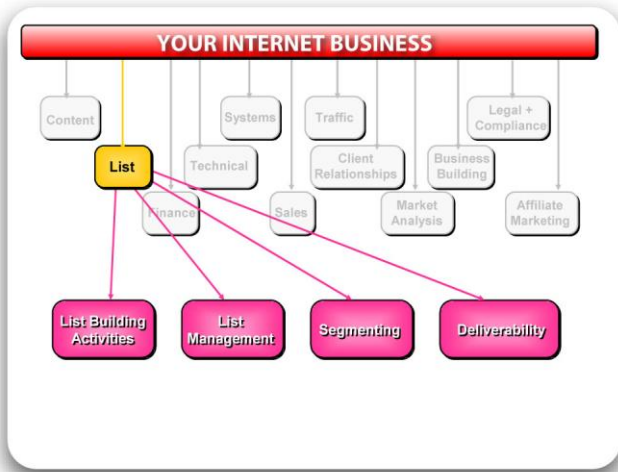 YOUR INTERNET BUSINESS
Content
Systems
Traffic
Legal +
Compliance
List
Technical
Client
Relationships
Business
Building
Finance
Sales
Market
Analysis
Affiliate
Marketing
List Building
Activities
List
Management
Segmenting
Deliverability